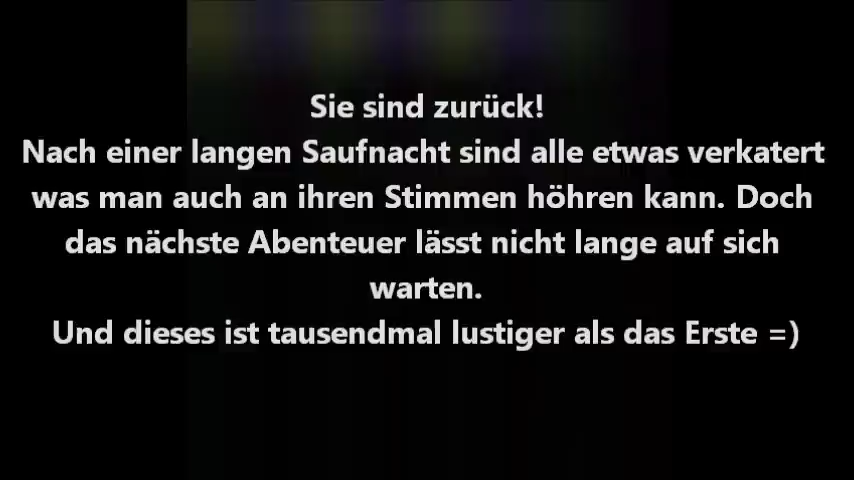 Sie sind zurück!
Nach einer langen Saufnacht sind alle etwas verkatert
was man auch an ihren Stimmen höhren kann. Doch
das nächste Abenteuer lässt nicht lange auf sich
warten.
Und dieses ist tausendmal lustiger als das Erste =)